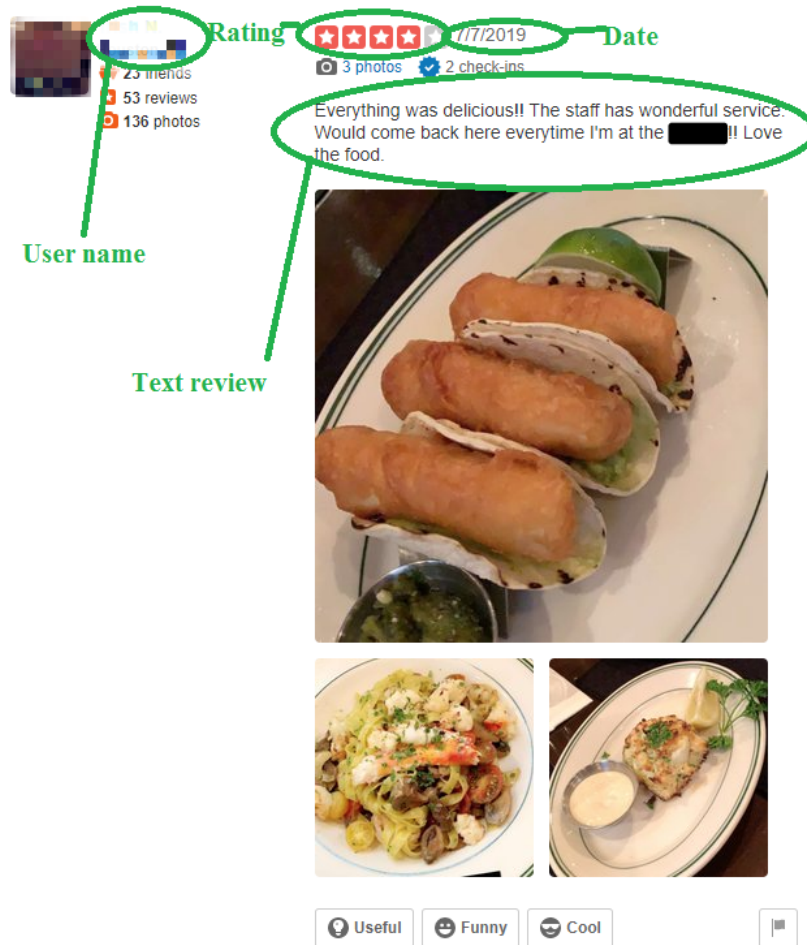 Rating
7/7/2019
Date
3 photos 2 check-ins
23 friends
53 reviews
136 photos
Everything was delicious!! The staff has wonderful service.
Would come back here everytime I'm at the !! Love
the food.
User name
Text review
Useful Funny Cool